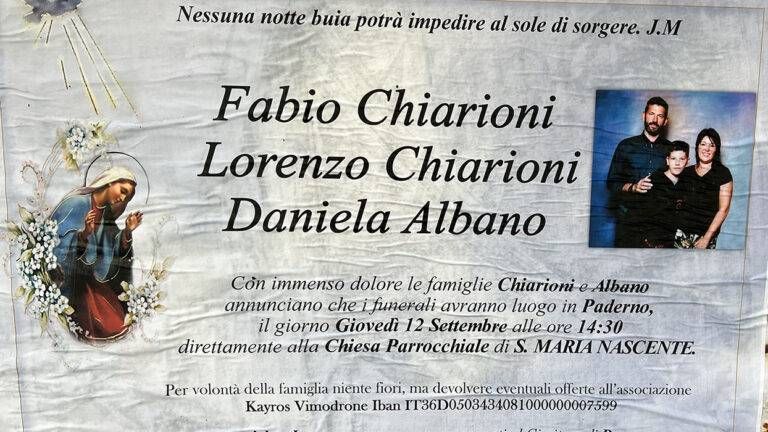 Nessuna notte buia potrà impedire al sole di sorgere. J.M
Fabio Chiarioni
Lorenzo Chiarioni
Daniela Albano
Con immenso dolore le famiglie Chiarioni e Albano
annunciano che i funerali avranno luogo in Paderno,
il giorno Giovedì 12 Settembre alle ore 14:30
direttamente alla Chiesa Parrocchiale di S. MARIA NASCENTE.
Per volontà della famiglia niente fiori, ma devolvere eventuali offerte all'associazione
Kayros Vimodrone Iban IT36D0503434081000000007599